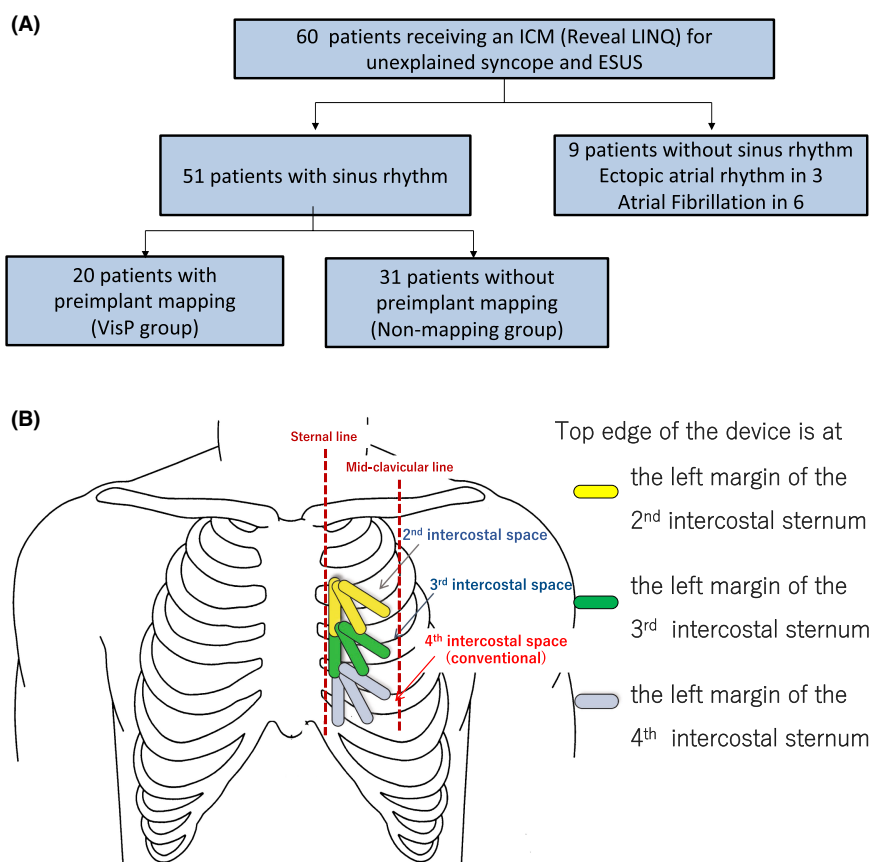 (A)
60 patients receiving an ICM (Reveal LINQ) for
unexplained syncope and ESUS
51 patients with sinus rhythm
9 patients without sinus rhythm
Ectopic atrial rhythm in 3
Atrial Fibrillation in 6
20 patients with
preimplant mapping
(VisP group)
31 patients without
preimplant mapping
(Non-mapping group)
(B)
Sternal line
Mid-clavicular line
2nd intercostal space
3rd intercostal space
4th intercostal space
(conventional)
Top edge of the device is at
the left margin of the
2nd intercostal sternum
the left margin of the
3rd intercostal sternum
the left margin of the
4th intercostal sternum